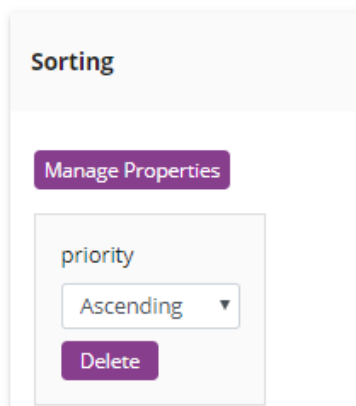 Sorting
Manage Properties
priority
Ascending
Delete